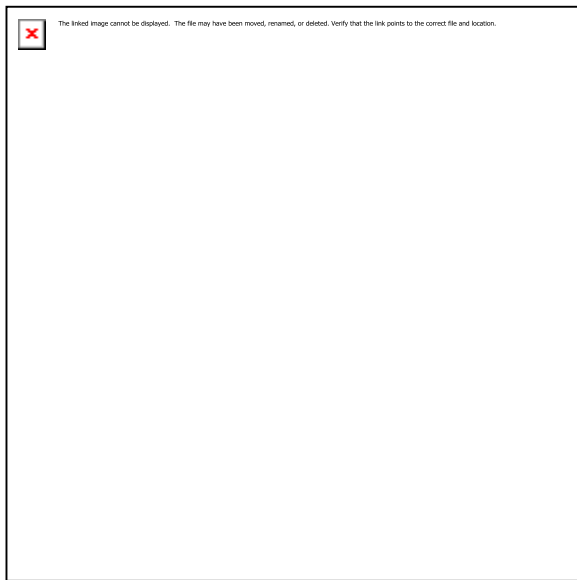 The linked image cannot be displayed. The file may have been moved, renamed, or deleted. Verify that the link points to the correct file and location.